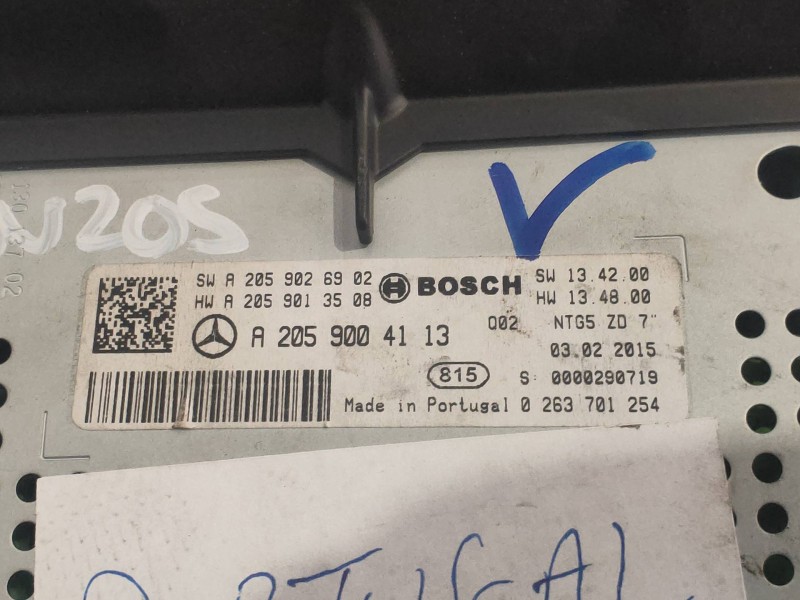 W205
SW A 205 902 69 02
HW A 205 901 35 08
BOSCH
SW 13.42.00
HW 13.48.00
A 205 900 41 13
Q02 NTG5 ZD 7"
03.02 2015
815
S: 0000290719
Made in Portugal 0 263 701 254
PORTUGAL